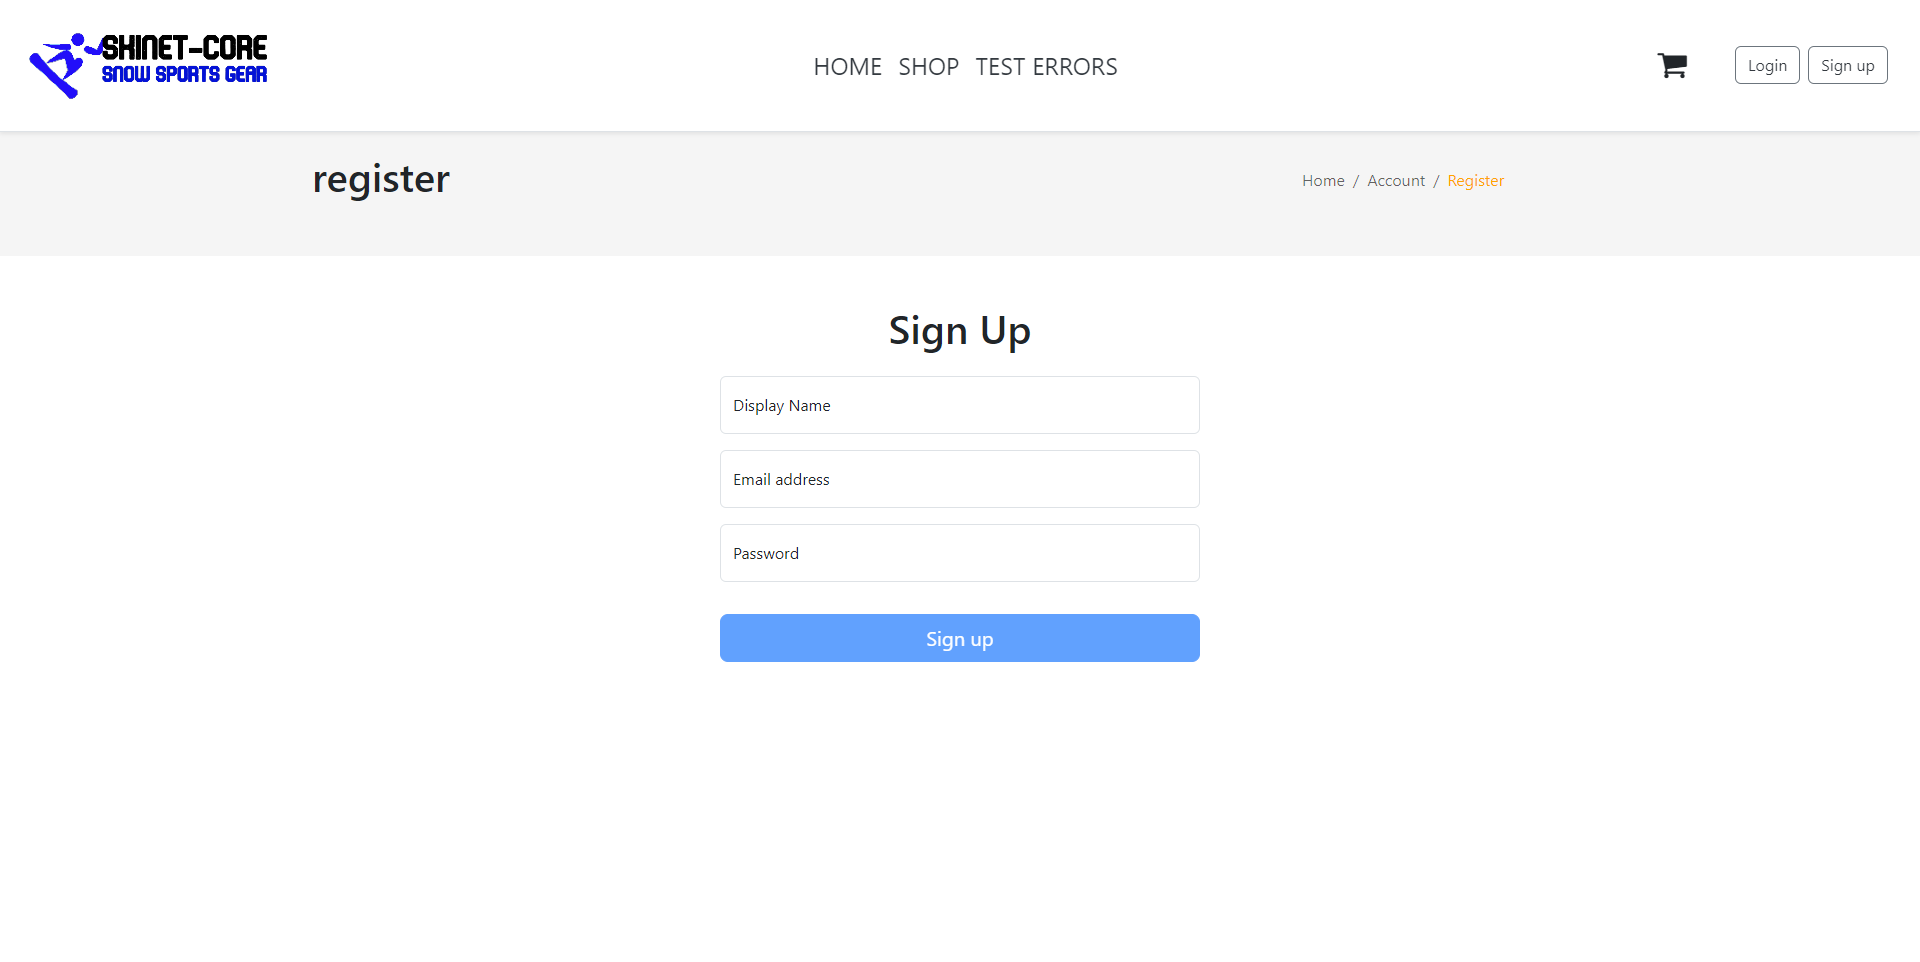 SKINET-CORE
SNOW SPORTS GEAR
HOME SHOP TEST ERRORS
Login Sign up
register
Home / Account / Register
Sign Up
Display Name
Email address
Password
Sign up